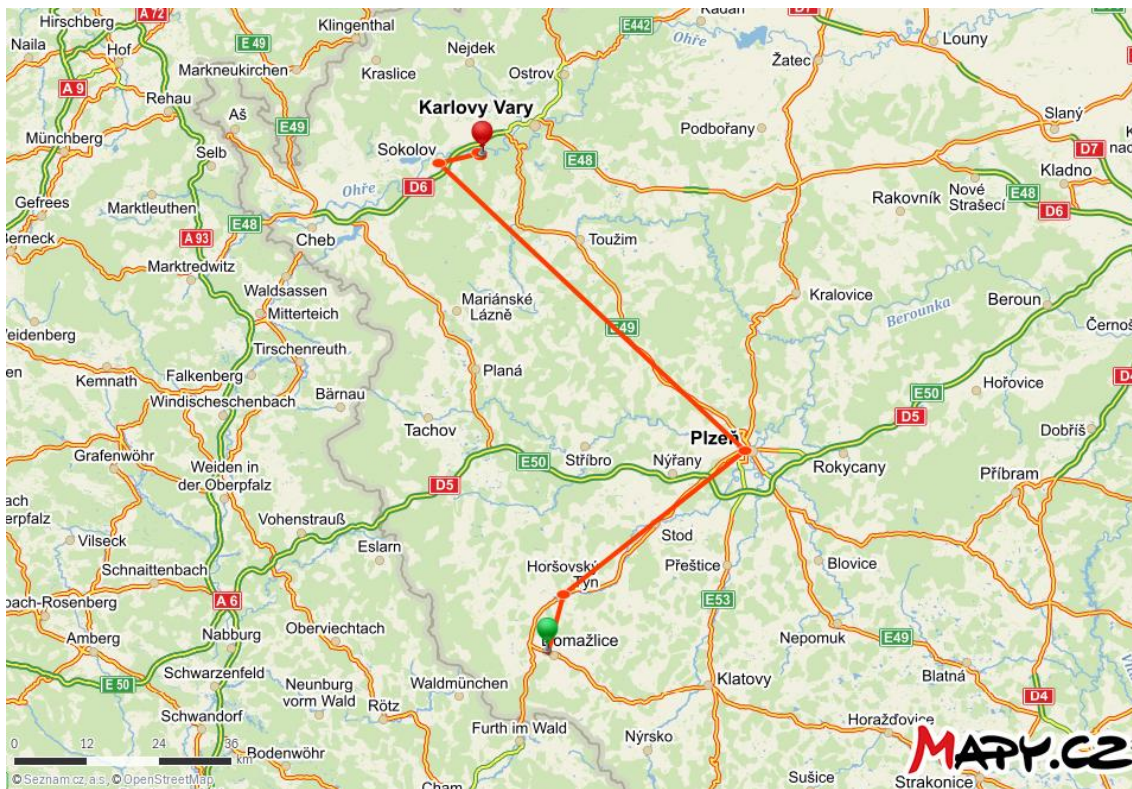 Hirschberg
A 72
Klingenthal
E442
Radan
D7
Ohře
Louny
Naila
Hof
E 49
Nejdek
Markneukirchen
Kraslice
Ostrov
Žatec
A 9
Rehau
Aš
Karlovy Vary
Slaný
Münchberg
E49
Podbořany
Selb
Sokolov
E48
D7
Kladno
Ohře
D6
Rakovník
Nové
Strašecí
E48
D6
Gefrees
Marktleuthen
E48
Cheb
Berneck
A 93
Toužim
Marktredwitz
Waldsassen
Mariánské
Lázně
Kralovice
Beroun
Mitterteich
Berounka
E49
Tirschenreuth
Planá
Kemnath
Falkenberg
Bärnau
E50
Hořovice
Windischeschenbach
Tachov
D5
Dobříš
Plzeň
Grafenwöhr
Stříbro
Nýřany
Rokycany
Weiden in
der Oberpfalz
E50
D5
Příbram
Vohenstrauß
Stod
Vilseck
Eslarn
Horšovský
Týn
Přeštice
Blovice
Schnaittenbach
A 6
E53
Oberviechtach
Domažlice
Nepomuk
E49
Amberg
Nabburg
Blatná
E 50
Schwarzenfeld
Neunburg
vorm Wald
Waldmünchen
Klatovy
D4
Rötz
Schwandorf
Furth im Wald
Horažďovice
Nýrsko
Bodenwöhr
0 12 24 36
km
Cham
Sušice
Strakonice
MAPY.CZ
© Seznam.cz, a.s., © OpenStreetMap